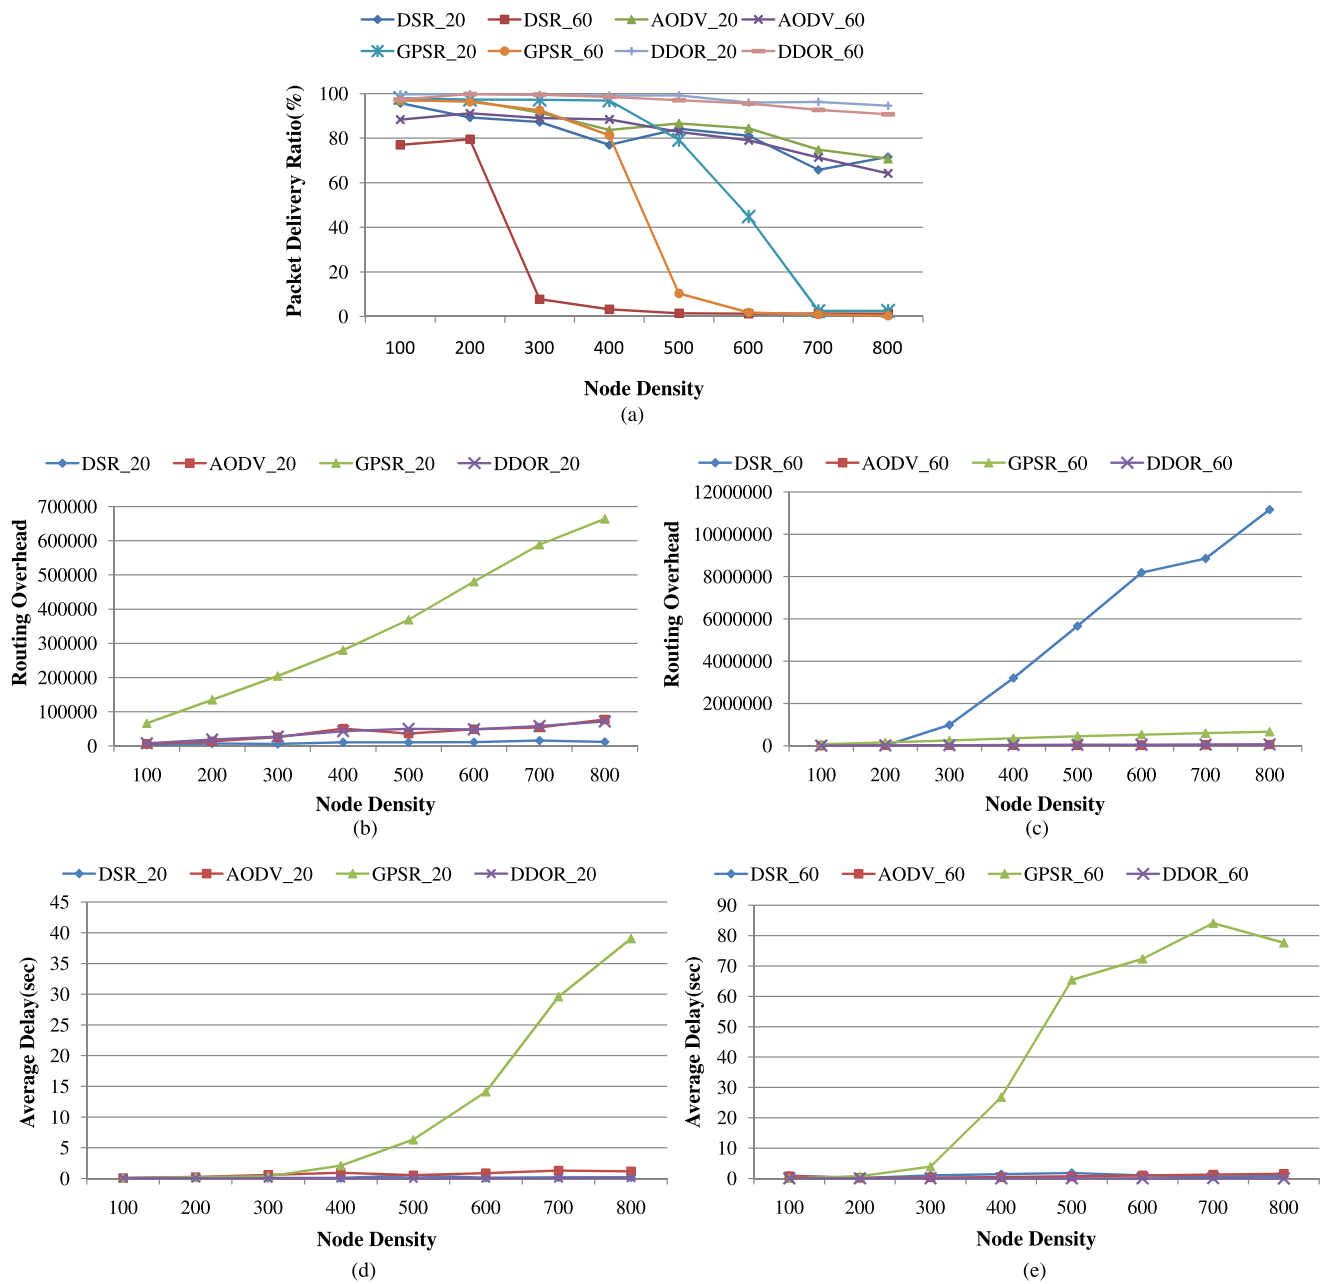 DSR_20 DSR_60 AODV_20 AODV_60
GPSR_20 GPSR_60 DDOR_20 DDOR_60
Packet Delivery Ratio(%)
100
80
60
40
20
0
100 200 300 400 500 600 700 800
Node Density
(a)
DSR_20 AODV_20 GPSR_20 DDOR_20
Routing Overhead
700000
600000
500000
400000
300000
200000
100000
0
100 200 300 400 500 600 700 800
Node Density
(b)
DSR_60 AODV_60 GPSR_60 DDOR_60
Routing Overhead
12000000
10000000
8000000
6000000
4000000
2000000
0
100 200 300 400 500 600 700 800
Node Density
(c)
DSR_20 AODV_20 GPSR_20 DDOR_20
Average Delay(sec)
45
40
35
30
25
20
15
10
5
0
100 200 300 400 500 600 700 800
Node Density
(d)
DSR_60 AODV_60 GPSR_60 DDOR_60
Average Delay(sec)
90
80
70
60
50
40
30
20
10
0
100 200 300 400 500 600 700 800
Node Density
(e)